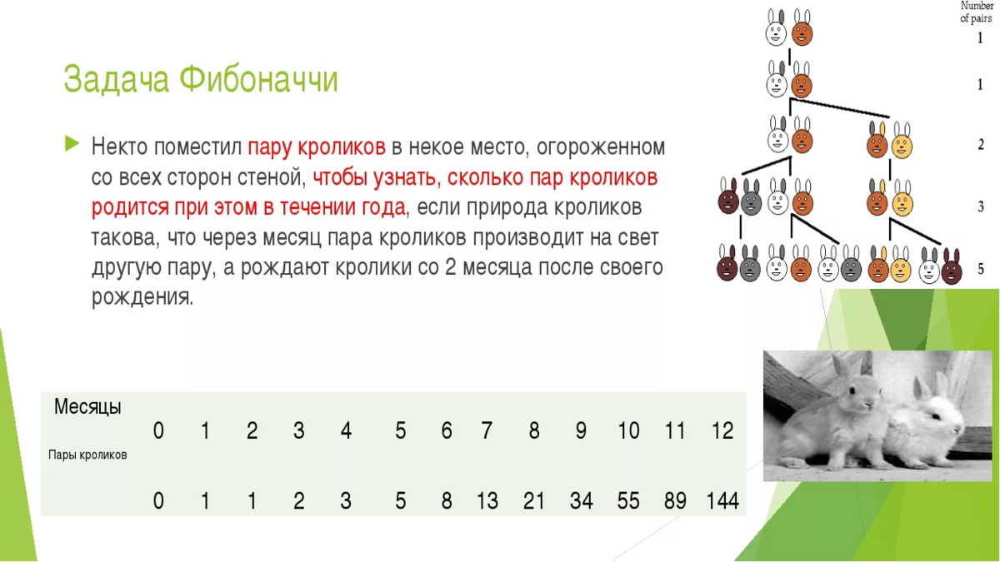 Number
of pairs
1
1
2
3
5
Задача Фибоначчи
Некто поместил пару кроликов в некое место, огороженном
со всех сторон стеной, чтобы узнать, сколько пар кроликов
родится при этом в течении года, если природа кроликов
такова, что через месяц пара кроликов производит на свет
другую пару, а рождают кролики со 2 месяца после своего
рождения.
Месяцы
0 1 2 3 4 5 6 7 8 9 10 11 12
Пары кроликов
0 1 1 2 3 5 8 13 21 34 55 89 144